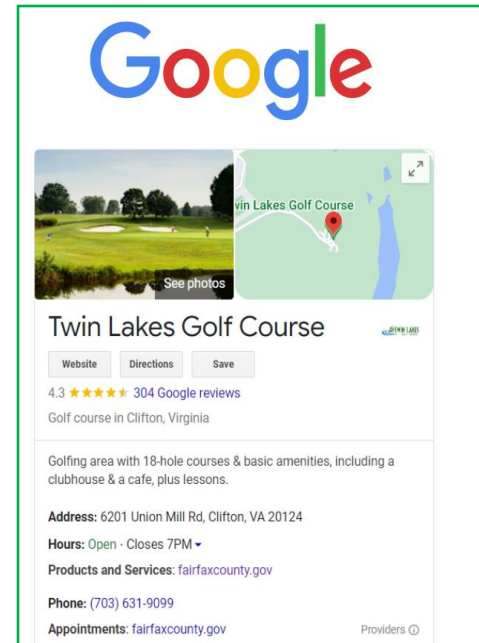 Google
win Lakes Golf Course
See photos
Twin Lakes Golf Course
TWIN LAKES
Website Directions Save
4.3 304 Google reviews
Golf course in Clifton, Virginia
Golfing area with 18-hole courses & basic amenities, including a
clubhouse & a cafe, plus lessons.
Address: 6201 Union Mill Rd, Clifton, VA 20124
Hours: Open · Closes 7PM
Products and Services: fairfaxcounty.gov
Phone: (703) 631-9099
Appointments: fairfaxcounty.gov Providers